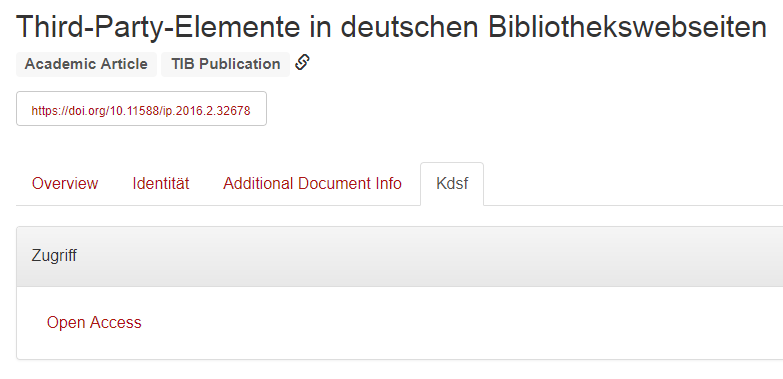 Third-Party-Elemente in deutschen Bibliothekswebseiten
Academic Article TIB Publication
https://doi.org/10.11588/ip.2016.2.32678
Overview Identität Additional Document Info Kdsf
Zugriff
Open Access